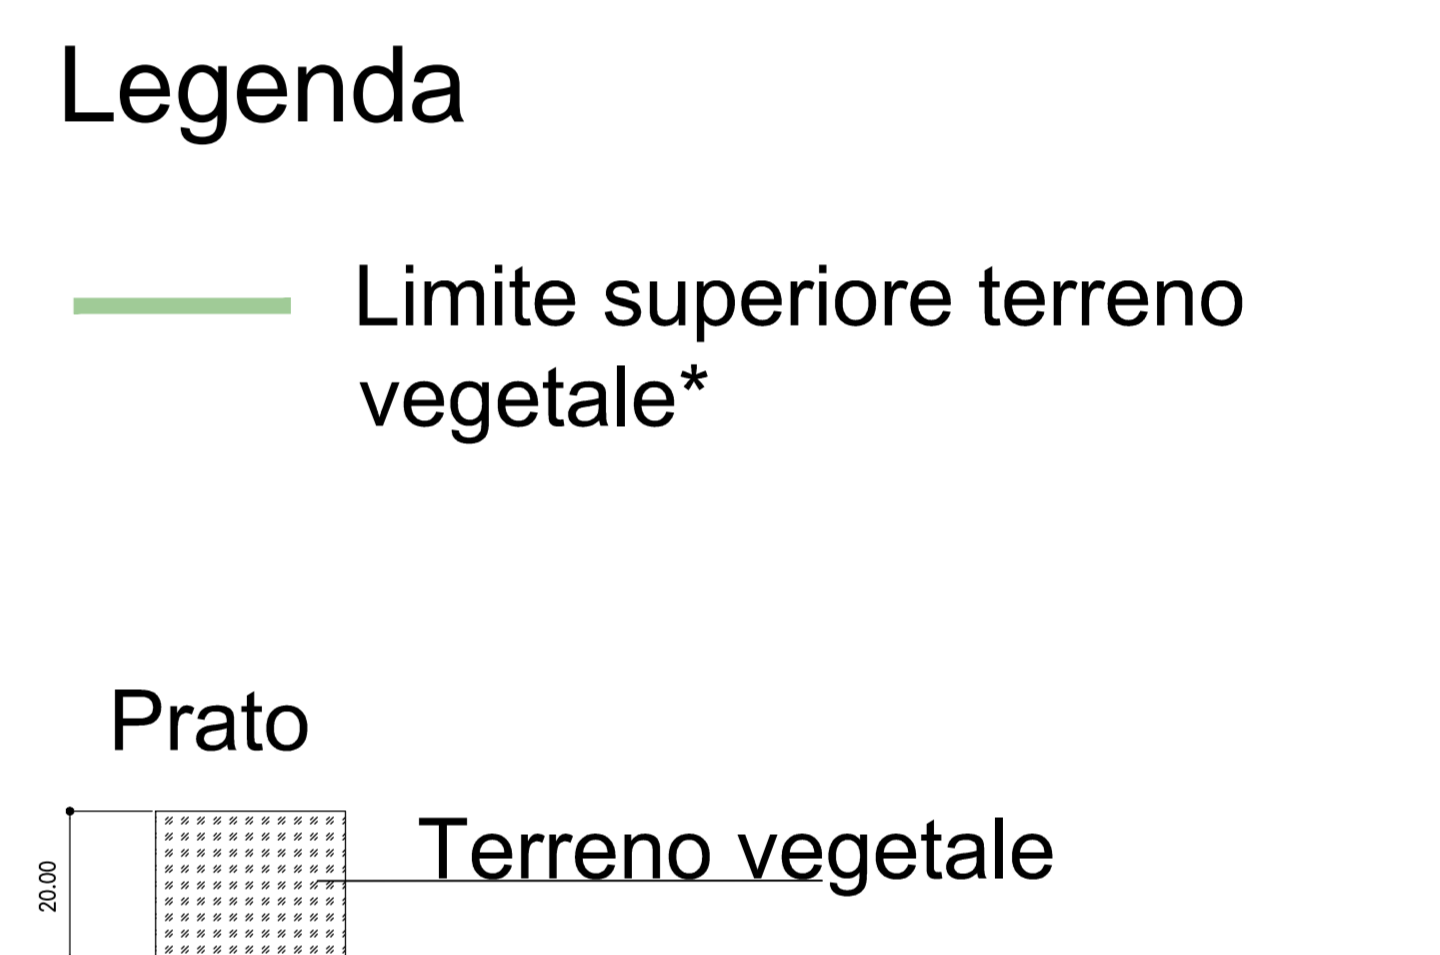 Legenda
Limite superiore terreno
vegetale*
Prato
Terreno vegetale
20.00